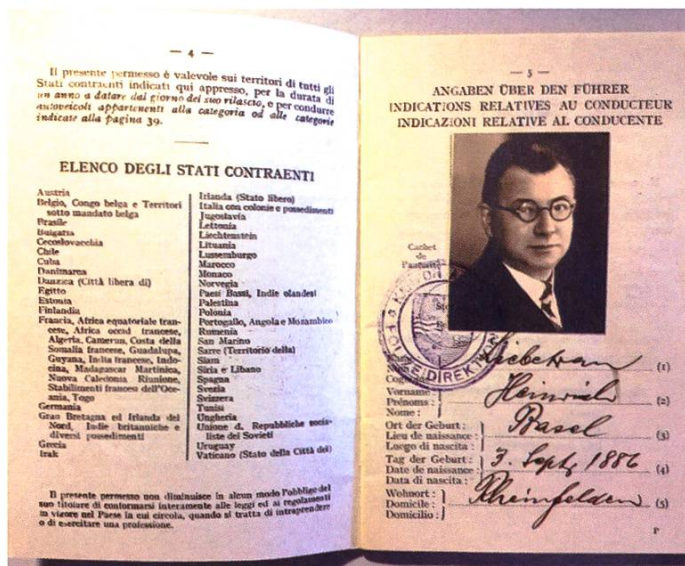 — 4 —
Il presente permesso è valevole sui territori di tutti gli
Stati contraenti indicati qui appresso, per la durata di
un anno a datare dal giorno del suo rilascio, e per condurre
autoveicoli appartenenti alla categoria od alle categorie
indicate alla pagina 39.
ELENCO DEGLI STATI CONTRAENTI
Austria
Belgio, Congo belga e Territori
sotto mandato belga
Brasile
Bulgaria
Cecoslovacchia
Chile
Cuba
Danimarca
Danzica (Città libera di)
Egitto
Estonia
Finlandia
Francia, Africa equatoriale fran-
cese, Africa occid francese,
Algeria, Camerun, Costa della
Somalia francese, Guadalupa,
Guyana, India francese, Indo-
cina, Madagascar Martinica,
Nuova Caledonia Riunione,
Stabilimenti francesi dell'Oce-
ania, Togo
Germania
Gran Bretagna ed Irlanda del
Nord, Indie britanniche e
diversi possedimenti
Grecia
Irak
Irlanda (Stato libero)
Italia con colonie e possedimenti
Jugoslavia
Lettonia
Liechtenstein
Lituania
Lussemburgo
Marocco
Monaco
Norvegia
Paesi Bassi, Indie olandesi
Palestina
Polonia
Portogallo, Angola e Mozambico
Rumenia
San Marino
Sarre (Territorio della)
Siam
Siria e Libano
Spagna
Svezia
Svizzera
Tunisi
Ungheria
Unione d. Repubbliche socia-
liste dei Sovieti
Uruguay
Vaticano (Stato della Città del)
Il presente permesso non diminuisce in alcun modo l'obbligo del
suo titolare di conformarsi interamente alle leggi ed ai regolamenti
in vigore nel Paese in cui circola, quando si tratta di intraprendere
o di esercitare una professione.
— 5 —
ANGABEN ÜBER DEN FÜHRER
INDICATIONS RELATIVES AU CONDUCTEUR
INDICAZIONI RELATIVE AL CONDUCENTE
Cachet
de
POLIZEIDIREKTION
Liebetrau (1)
Vorname
Prénoms : Heinrich (2)
Nome :
Ort der Geburt :
Lieu de naissance : Basel (3)
Luogo di nascita :
Tag der Geburt :
Date de naissance : 3. Sept. 1886 (4)
Data di nascita :
Wohnort :
Domicile : Rheinfelden (5)
Domicilio :
P